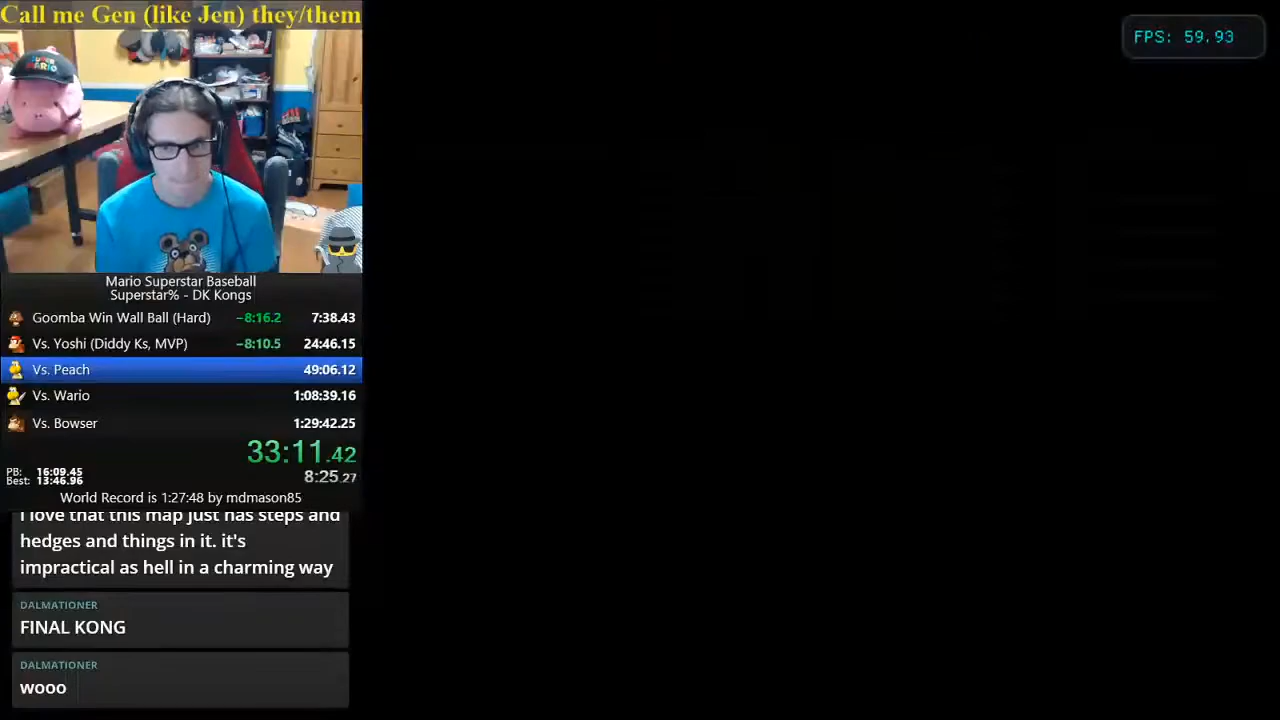 Call me Gen (like Jen) they/them
FPS: 59.93
SUPER MARIO
Mario Superstar Baseball
Superstar% - DK Kongs
Goomba Win Wall Ball (Hard) −8:16.2 7:38.43
Vs. Yoshi (Diddy Ks, MVP) −8:10.5 24:46.15
Vs. Peach 49:06.12
Vs. Wario 1:08:39.16
Vs. Bowser 1:29:42.25
33:11.42
PB: 16:09.45
Best: 13:46.96
8:25.27
World Record is 1:27:48 by mdmason85
I love that this map just has steps and
hedges and things in it. it's
impractical as hell in a charming way
DALMATIONER
FINAL KONG
DALMATIONER
wooo